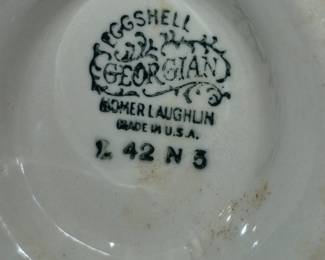 EGGSHELL
GEORGIAN
HOMER LAUGHLIN
MADE IN U.S.A.
L 42 N 5